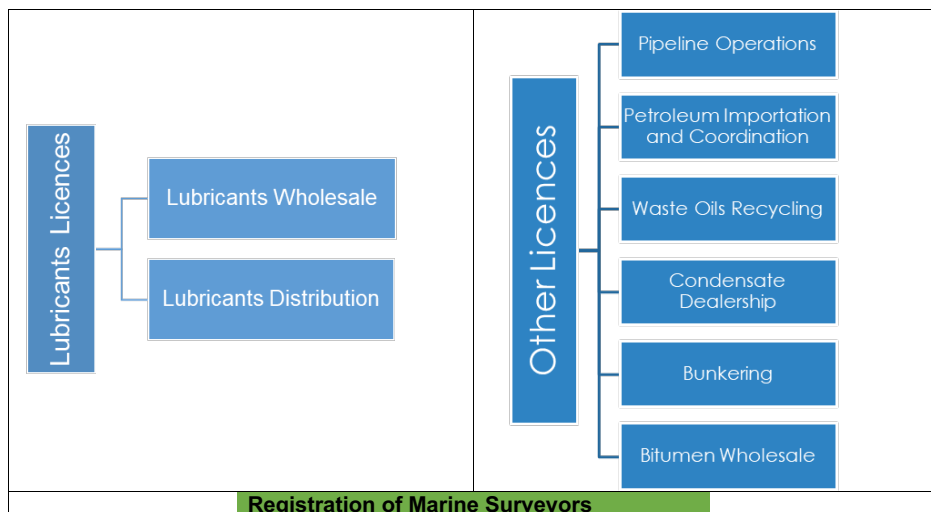 Lubricants Licences
Lubricants Wholesale
Lubricants Distribution
Other Licences
Pipeline Operations
Petroleum Importation
and Coordination
Waste Oils Recycling
Condensate
Dealership
Bunkering
Bitumen Wholesale
Registration of Marine Surveyors